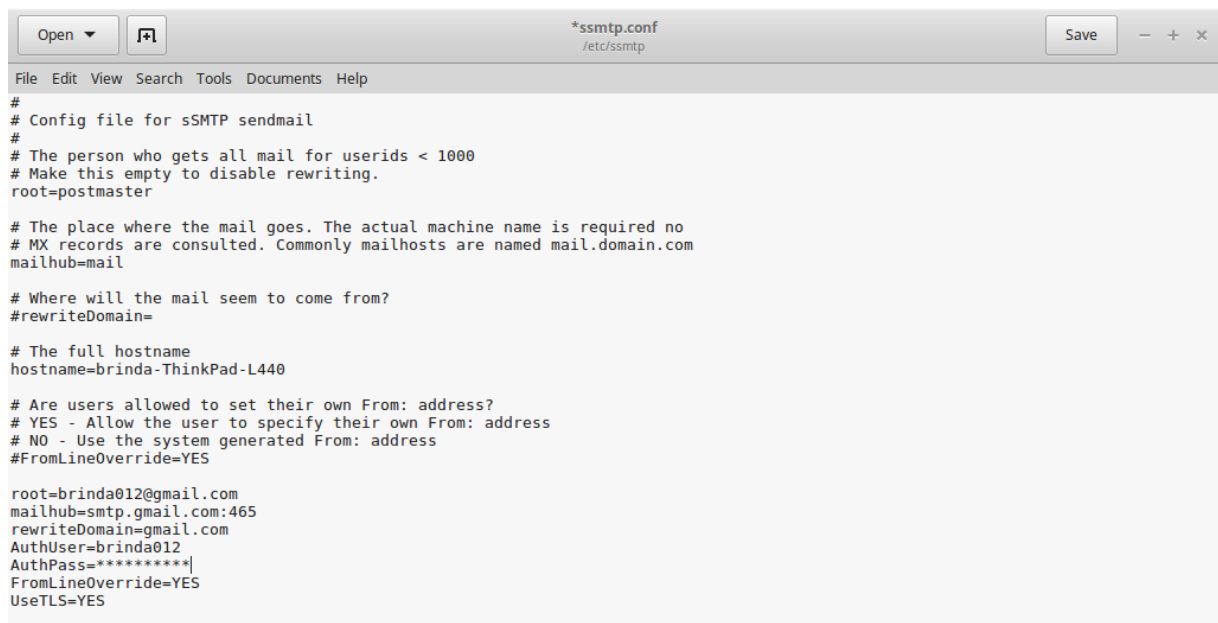 Open
*ssmtp.conf
/etc/ssmtp
Save
File Edit View Search Tools Documents Help
#
# Config file for sSMTP sendmail
#
# The person who gets all mail for userids < 1000
# Make this empty to disable rewriting.
root=postmaster
# The place where the mail goes. The actual machine name is required no
# MX records are consulted. Commonly mailhosts are named mail.domain.com
mailhub=mail
# Where will the mail seem to come from?
#rewriteDomain=
# The full hostname
hostname=brinda-ThinkPad-L440
# Are users allowed to set their own From: address?
# YES - Allow the user to specify their own From: address
# NO - Use the system generated From: address
#FromLineOverride=YES
root=brinda012@gmail.com
mailhub=smtp.gmail.com:465
rewriteDomain=gmail.com
AuthUser=brinda012
AuthPass=**********
FromLineOverride=YES
UseTLS=YES